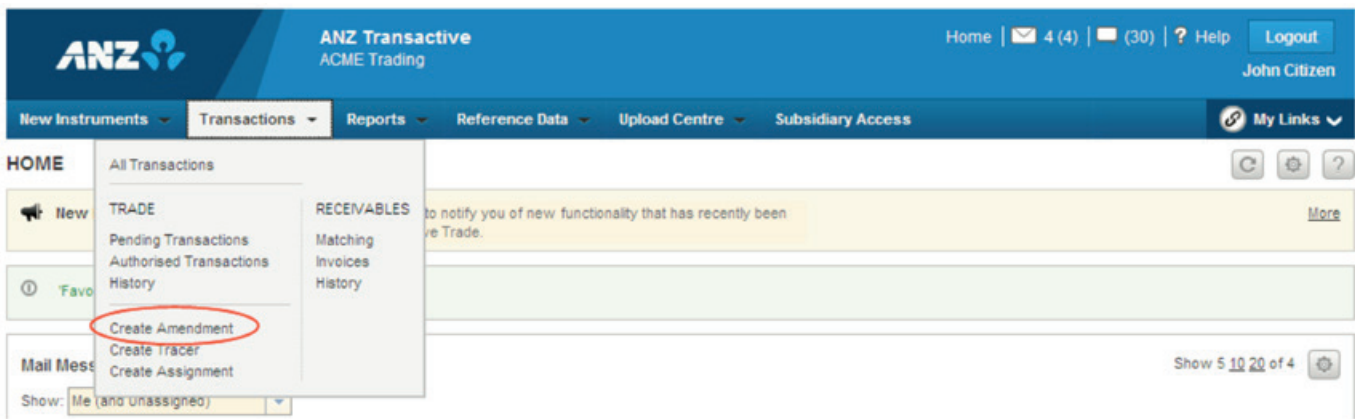 ANZ
ANZ Transactive
ACME Trading
Home | 4 (4) | (30) | ? Help Logout
John Citizen
New Instruments Transactions Reports Reference Data Upload Centre Subsidiary Access My Links
HOME
?
All Transactions
New
TRADE
RECEIVABLES
to notify you of new functionality that has recently been
More
Pending Transactions
Matching
ve Trade.
Authorised Transactions
Invoices
History
History
'Favo
Create Amendment
Create Tracer
Create Assignment
Mail Mess
Show 5 10 20 of 4
Show: Me (and Unassigned)